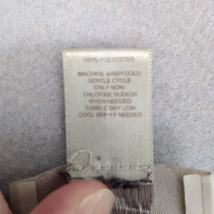 100% POLYESTER
MACHINE WASH COLD
GENTLE CYCLE
ONLY NON-
CHLORINE BLEACH
WHEN NEEDED
TUMBLE DRY LOW
COOL IRON IF NEEDED